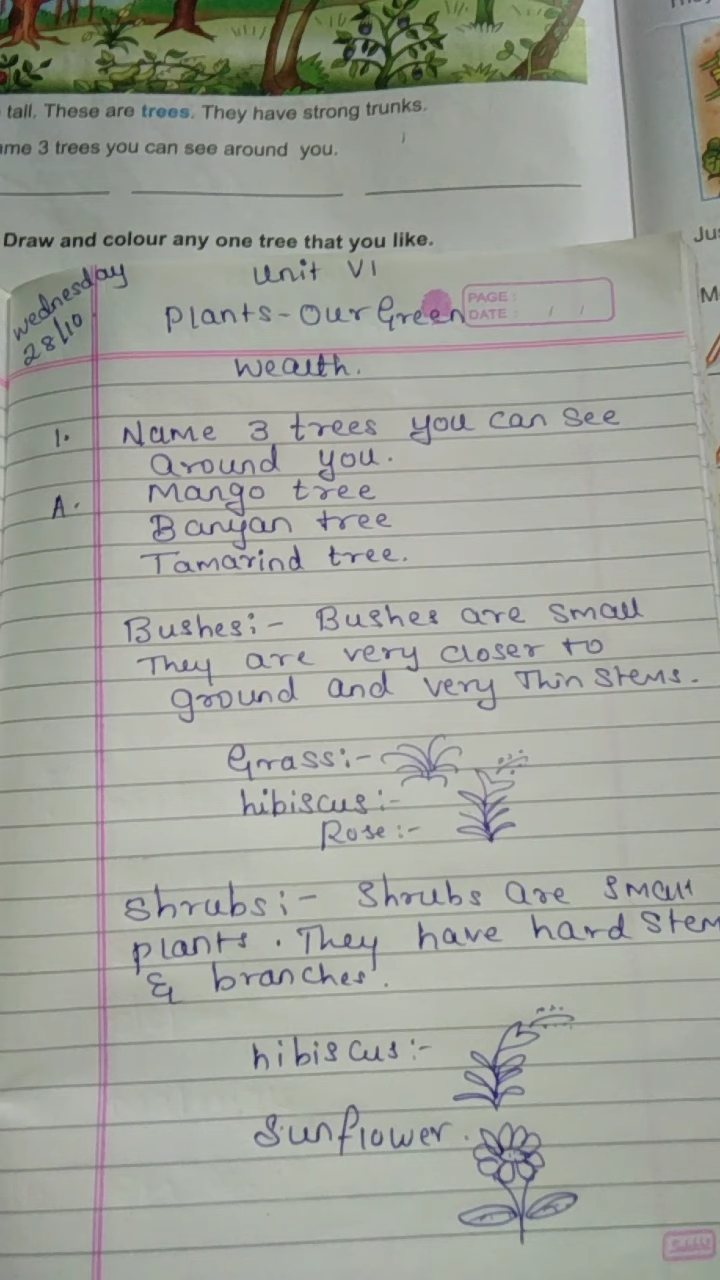 tall. These are trees. They have strong trunks.
me 3 trees you can see around you.
Draw and colour any one tree that you like.
Wednesday
28/10
Unit VI
Plants - Our Green
PAGE :
DATE : / /
Wealth.
1. Name 3 trees you can see
around you.
A. Mango tree
Banyan tree
Tamarind tree.
Bushes:- Bushes are small
They are very closer to
ground and very Thin stems.
Grass:-
hibiscus:-
Rose:-
Shrubs:- Shrubs are small
plants. They have hard stem
& branches.
hibiscus:-
Sunflower.